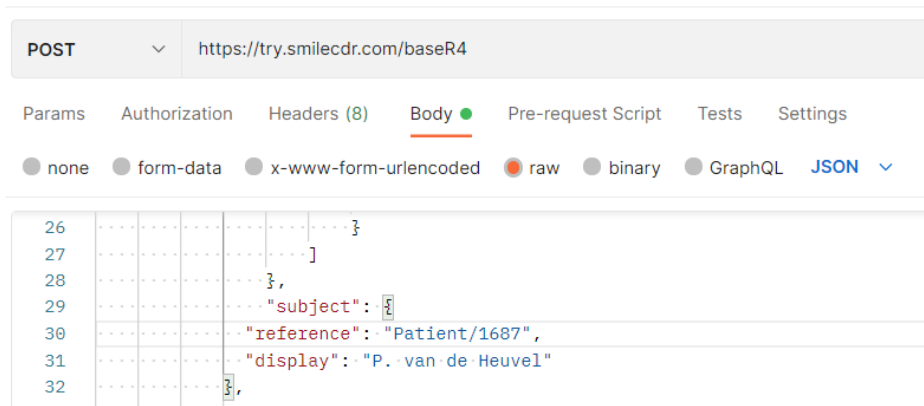 POST https://try.smilecdr.com/baseR4
Params Authorization Headers (8) Body Pre-request Script Tests Settings
none form-data x-www-form-urlencoded raw binary GraphQL JSON
26 }
27 ]
28 },
29 "subject": {
30 "reference": "Patient/1687",
31 "display": "P. van de Heuvel"
32 },